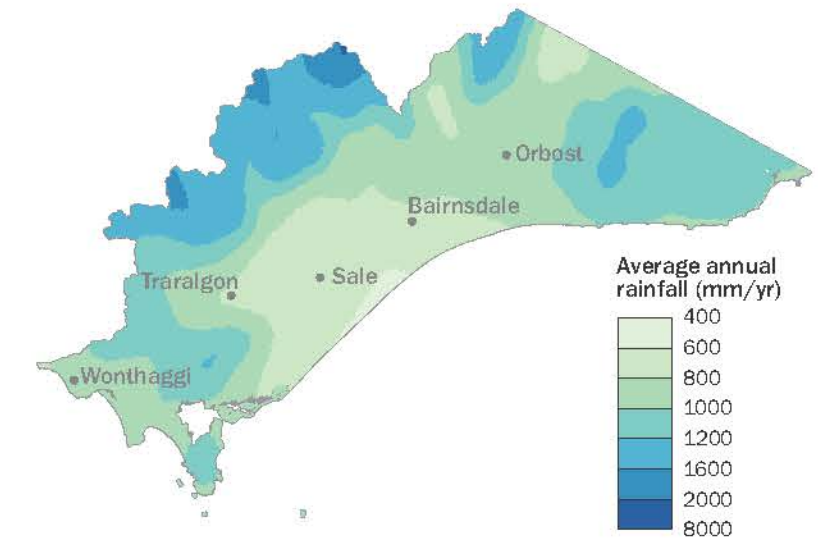 Orbost
Bairnsdale
Traralgon
Sale
Wonthaggi
Average annual
rainfall (mm/yr)
400
600
800
1000
1200
1600
2000
8000